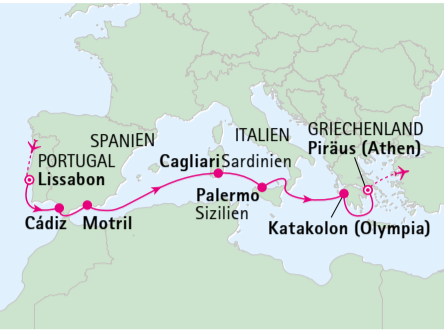 SPANIEN
PORTUGAL
Lissabon
Cádiz
Motril
ITALIEN
Cagliari Sardinien
Palermo
Sizilien
GRIECHENLAND
Piräus (Athen)
Katakolon (Olympia)